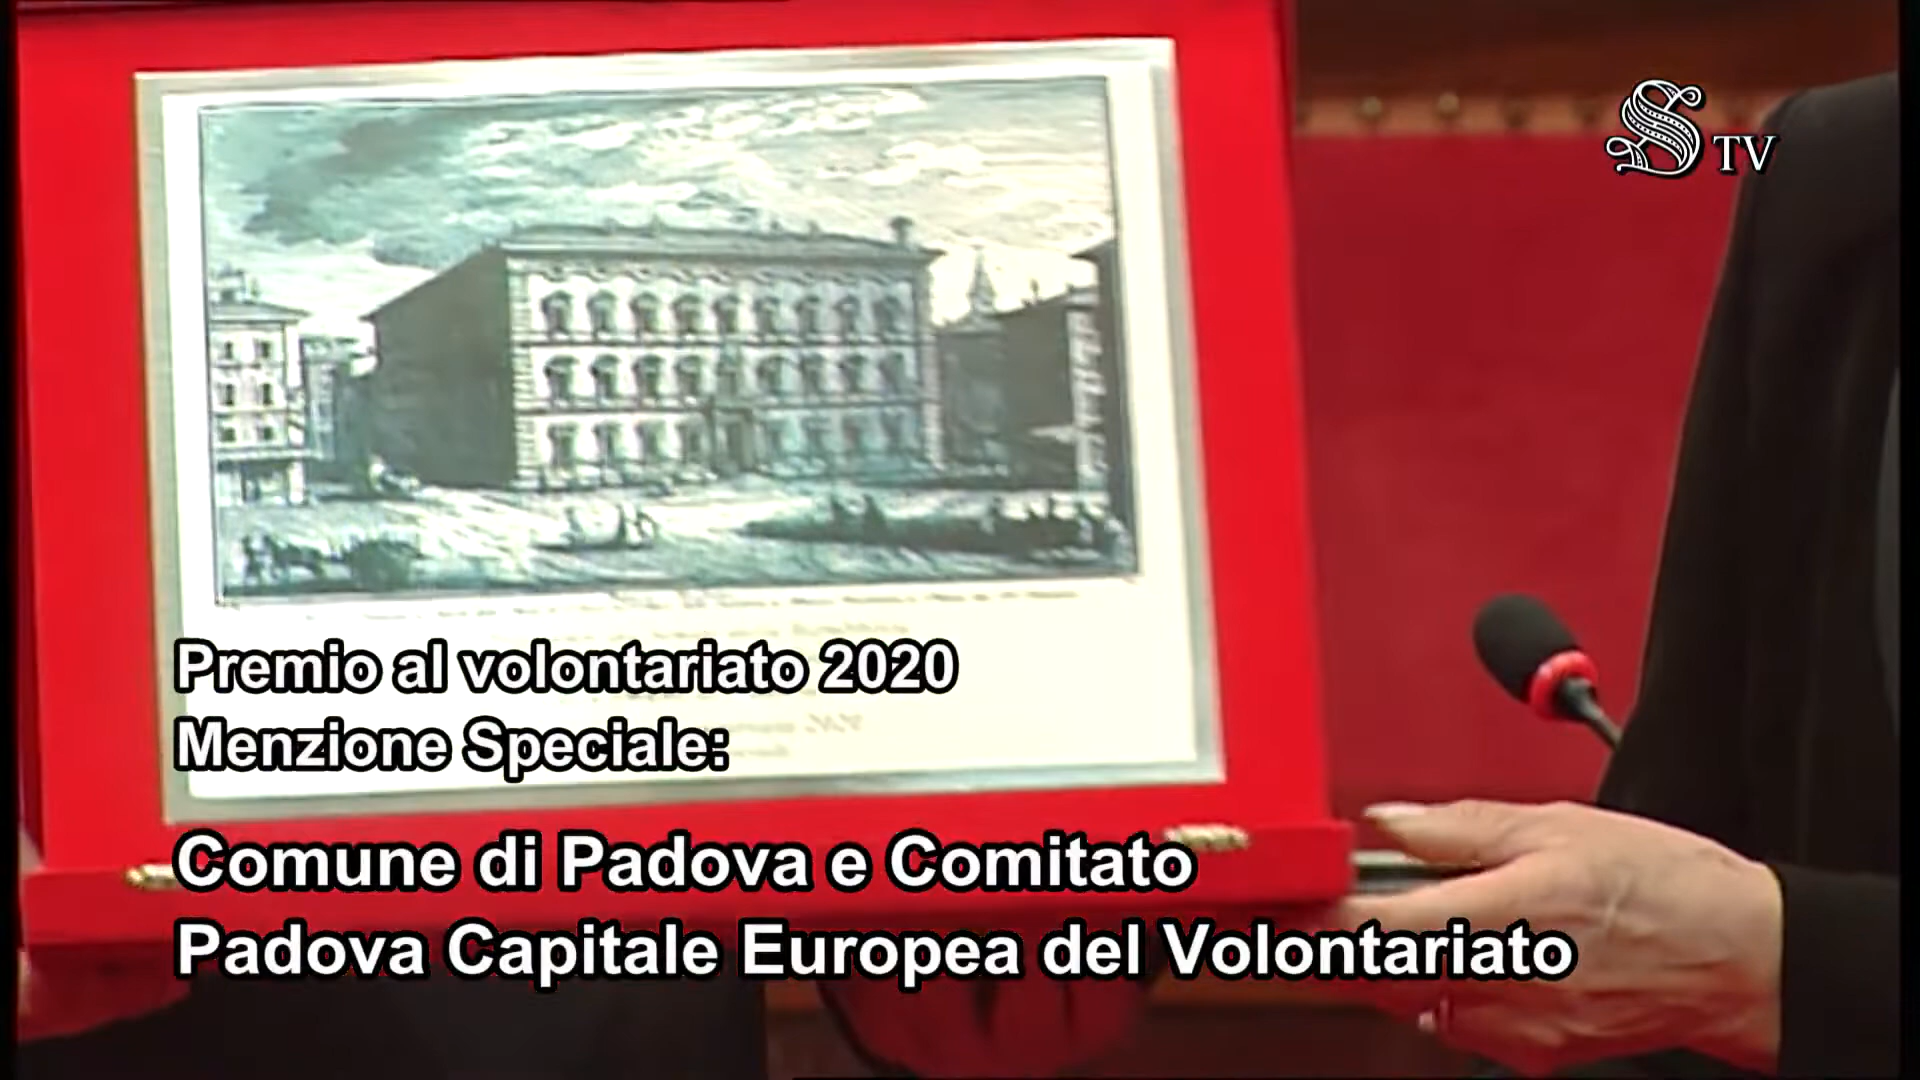 S TV
Premio al volontariato 2020
Menzione Speciale:
Comune di Padova e Comitato
Padova Capitale Europea del Volontariato